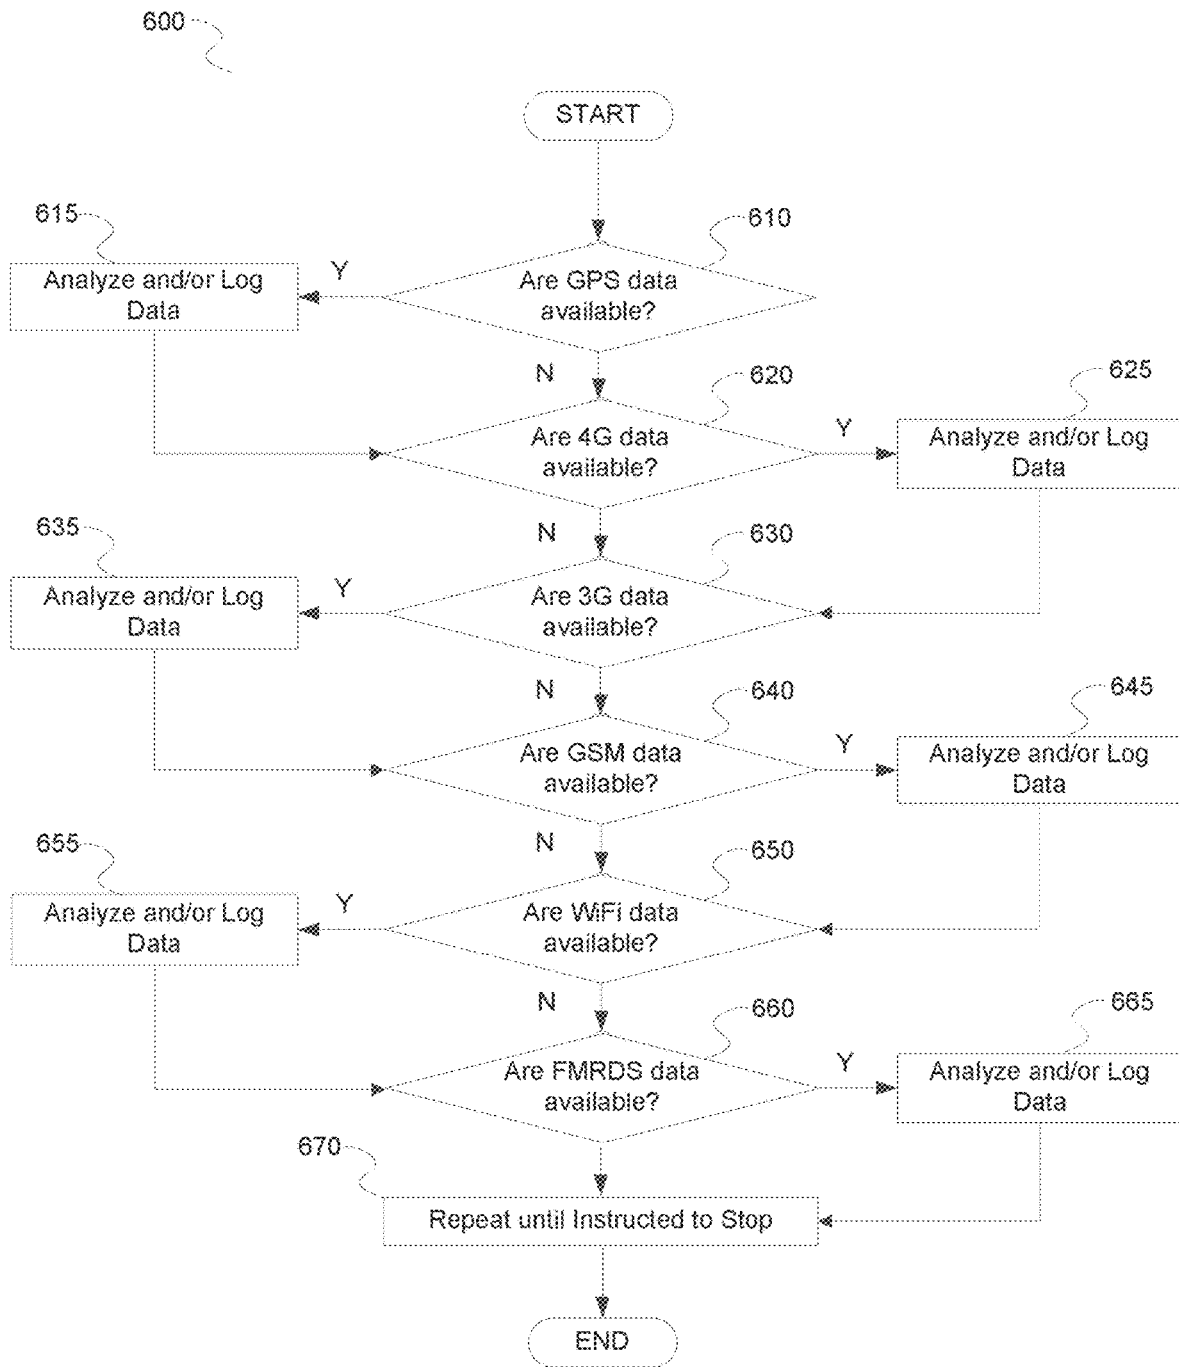 600
START
615
610
Analyze and/or Log
Data
Y
Are GPS data
available?
N
620
625
Are 4G data
available?
Y
Analyze and/or Log
Data
635
N
630
Analyze and/or Log
Data
Y
Are 3G data
available?
N
640
645
Are GSM data
available?
Y
Analyze and/or Log
Data
655
N
650
Analyze and/or Log
Data
Y
Are WiFi data
available?
N
660
665
Are FMRDS data
available?
Y
Analyze and/or Log
Data
670
Repeat until Instructed to Stop
END